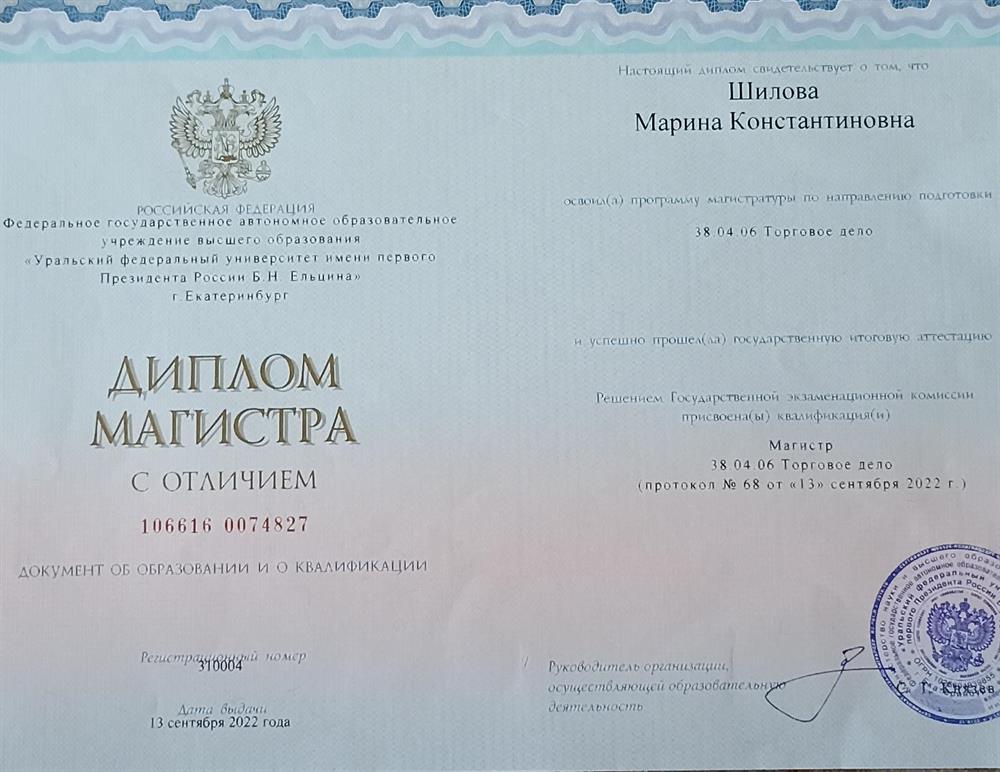 РОССИЙСКАЯ ФЕДЕРАЦИЯ
Федеральное государственное автономное образовательное
учреждение высшего образования
«Уральский федеральный университет имени первого
Президента России Б.Н. Ельцина»
г.Екатеринбург
ДИПЛОМ
МАГИСТРА
С ОТЛИЧИЕМ
106616 0074827
ДОКУМЕНТ ОБ ОБРАЗОВАНИИ И О КВАЛИФИКАЦИИ
Регистрационный номер
310004
Дата выдачи
13 сентября 2022 года
Настоящий диплом свидетельствует о том, что
Шилова
Марина Константиновна
освоил(а) программу магистратуры по направлению подготовки
38.04.06 Торговое дело
и успешно прошел(ла) государственную итоговую аттестацию
Решением Государственной экзаменационной комиссии
присвоена(ы) квалификация(и)
Магистр
38.04.06 Торговое дело
(протокол № 68 от «13» сентября 2022 г.)
Руководитель организации,
осуществляющей образовательную
деятельность
С. Т. Князев